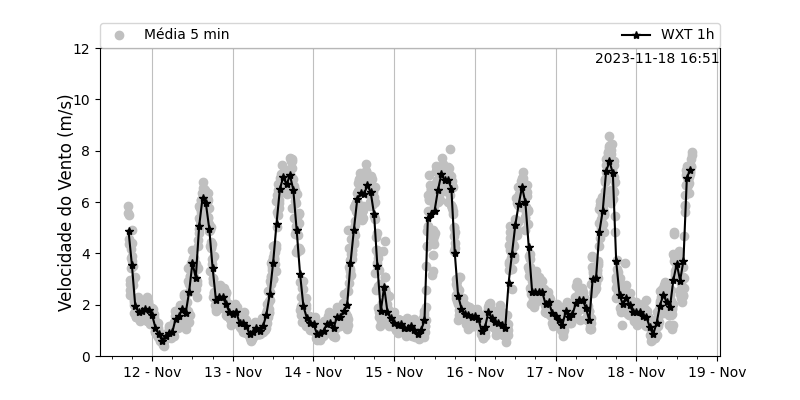 Média 5 min
WXT 1h
2023-11-18 16:51
Velocidade do Vento (m/s)
12
10
8
6
4
2
0
12 - Nov
13 - Nov
14 - Nov
15 - Nov
16 - Nov
17 - Nov
18 - Nov
19 - Nov